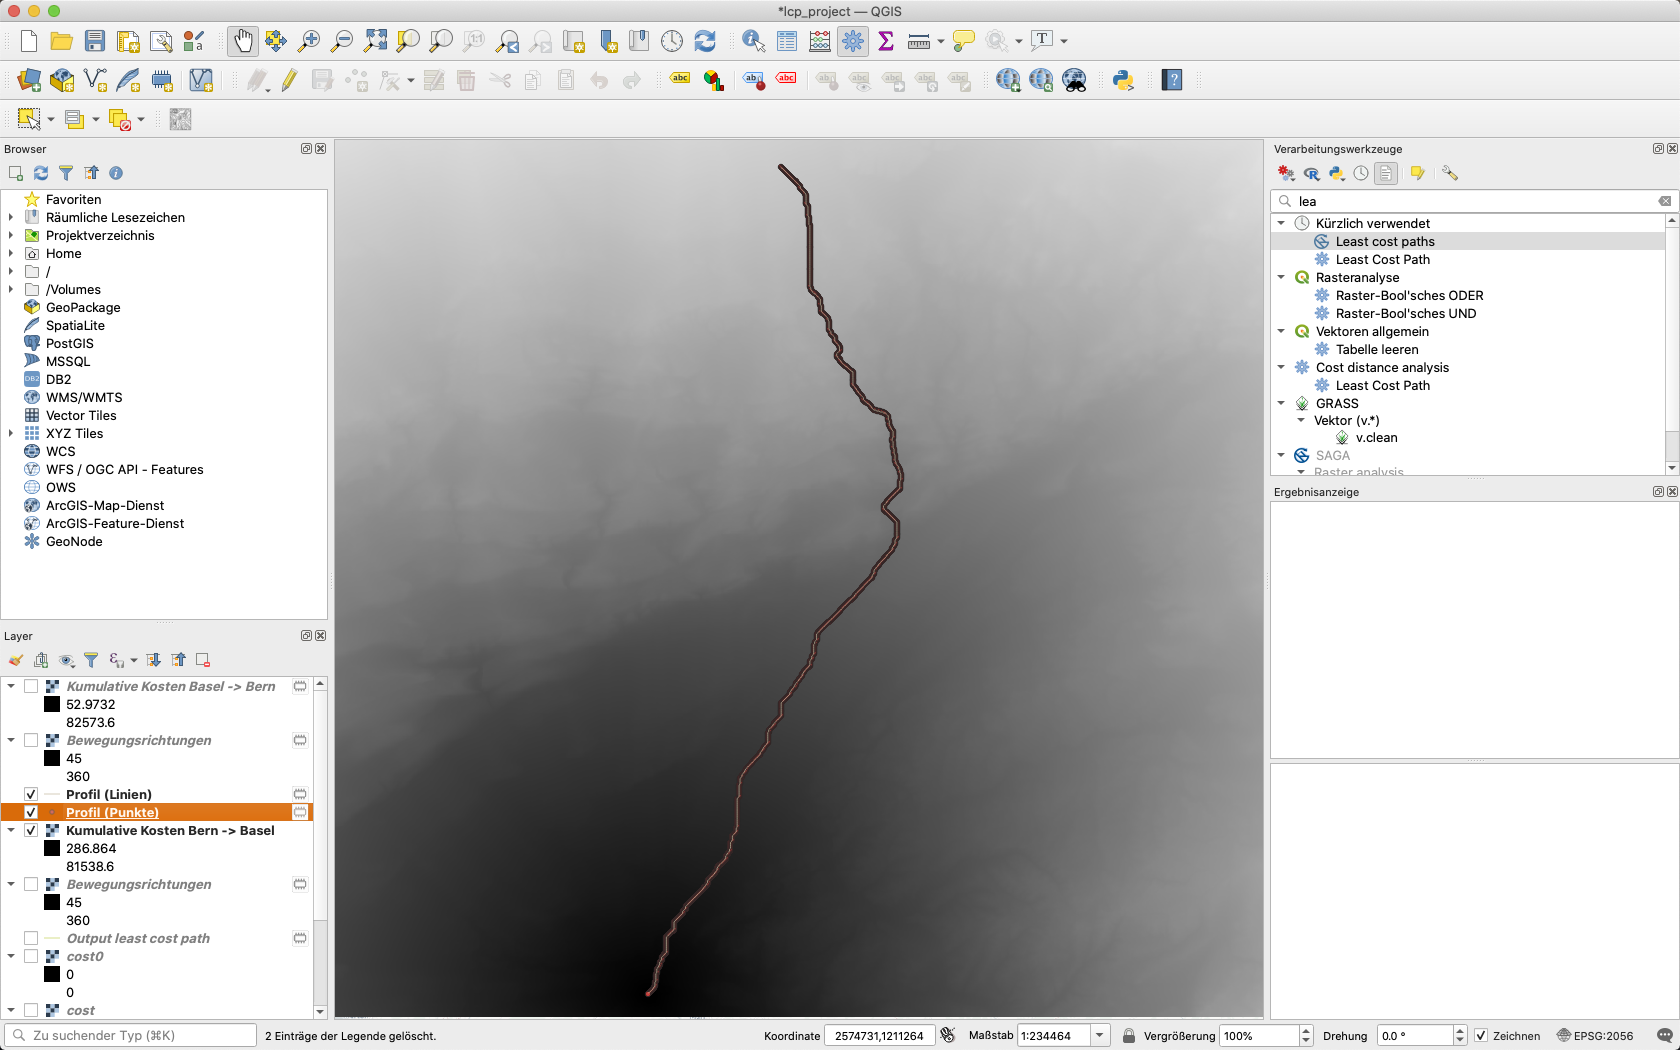 *lcp_project — QGIS
abc
abc
abc
T
1:1
?
Browser
Favoriten
Räumliche Lesezeichen
Projektverzeichnis
Home
/
/Volumes
GeoPackage
SpatiaLite
PostGIS
MSSQL
DB2
WMS/WMTS
Vector Tiles
XYZ Tiles
WCS
WFS / OGC API - Features
OWS
ArcGIS-Map-Dienst
ArcGIS-Feature-Dienst
GeoNode
Layer
Kumulative Kosten Basel -> Bern
52.9732
82573.6
Bewegungsrichtungen
45
360
Profil (Linien)
Profil (Punkte)
Kumulative Kosten Bern -> Basel
286.864
81538.6
Bewegungsrichtungen
45
360
Output least cost path
cost0
0
0
cost
Verarbeitungswerkzeuge
lea
Kürzlich verwendet
Least cost paths
Least Cost Path
Rasteranalyse
Raster-Bool'sches ODER
Raster-Bool'sches UND
Vektoren allgemein
Tabelle leeren
Cost distance analysis
Least Cost Path
GRASS
Vektor (v.*)
v.clean
SAGA
Raster analysis
Ergebnisanzeige
Zu suchender Typ (⌘K)
2 Einträge der Legende gelöscht.
Koordinate 2574731,1211264
Maßstab 1:234464
Vergrößerung 100%
Drehung 0.0 °
Zeichnen
EPSG:2056